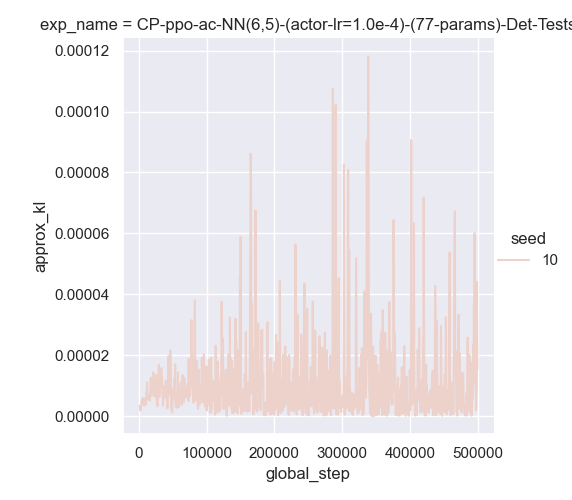 exp_name = CP-ppo-ac-NN(6,5)-(actor-lr=1.0e-4)-(77-params)-Det-Tests
0.00012
0.00010
0.00008
0.00006
0.00004
0.00002
0.00000
approx_kl
seed
10
0 100000 200000 300000 400000 500000
global_step